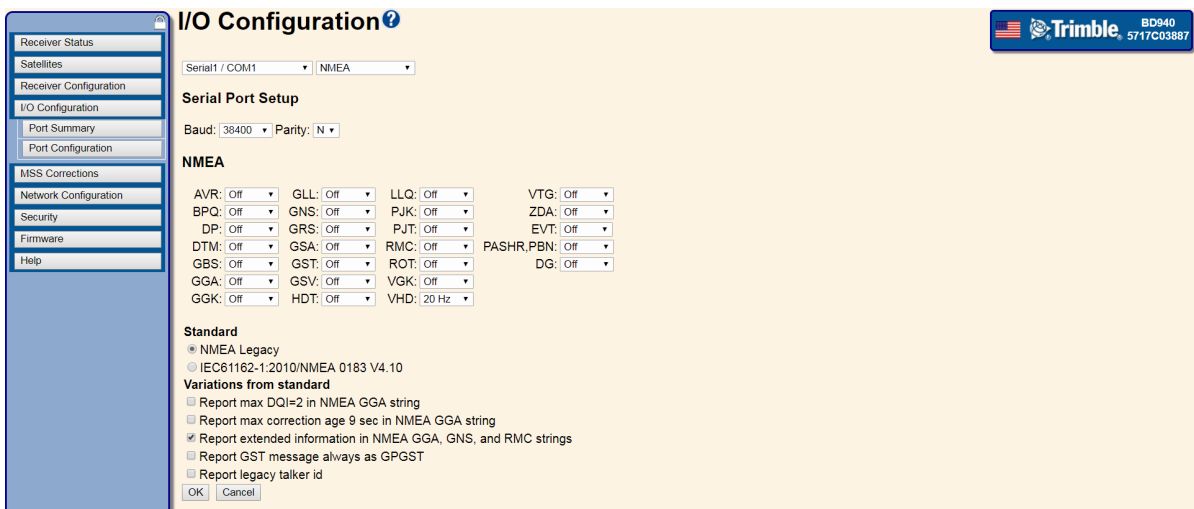 I/O Configuration?
Trimble. BD940
5717C03887
Receiver Status
Satellites
Receiver Configuration
I/O Configuration
Port Summary
Port Configuration
MSS Corrections
Network Configuration
Security
Firmware
Help
Serial1 / COM1 NMEA
Serial Port Setup
Baud: 38400 Parity: N
NMEA
AVR: Off GLL: Off LLQ: Off VTG: Off
BPQ: Off GNS: Off PJK: Off ZDA: Off
DP: Off GRS: Off PJT: Off EVT: Off
DTM: Off GSA: Off RMC: Off PASHR,PBN: Off
GBS: Off GST: Off ROT: Off DG: Off
GGA: Off GSV: Off VGK: Off
GGK: Off HDT: Off VHD: 20 Hz
Standard
NMEA Legacy
IEC61162-1:2010/NMEA 0183 V4.10
Variations from standard
Report max DQI=2 in NMEA GGA string
Report max correction age 9 sec in NMEA GGA string
Report extended information in NMEA GGA, GNS, and RMC strings
Report GST message always as GPGST
Report legacy talker id
OK Cancel